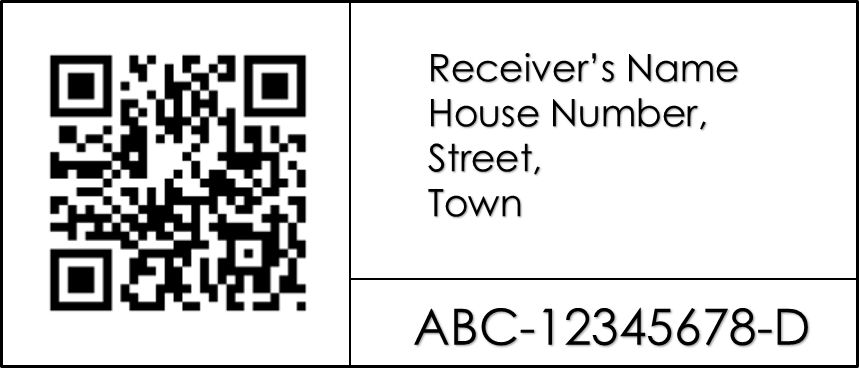 Receiver's Name
House Number,
Street,
Town
ABC-12345678-D